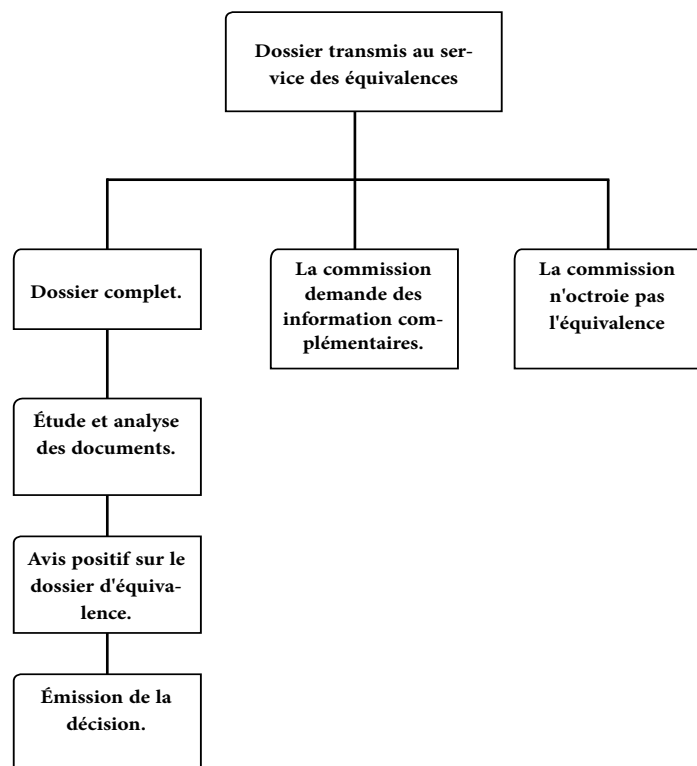 Dossier transmis au ser-
vice des équivalences
Dossier complet.
La commission
demande des
information com-
plémentaires.
La commission
n'octroie pas
l'équivalence
Étude et analyse
des documents.
Avis positif sur le
dossier d'équiva-
lence.
Émission de la
décision.